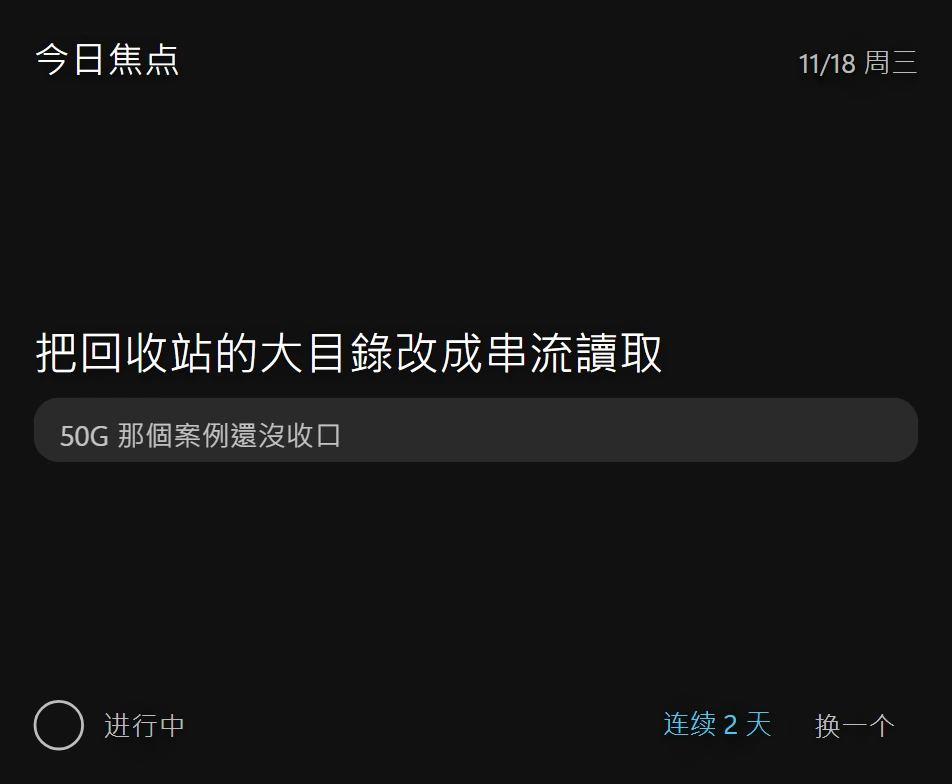 今日焦点
11/18 周三
把回收站的大目錄改成串流讀取
50G 那個案例還沒收口
进行中
连续 2 天
换一个